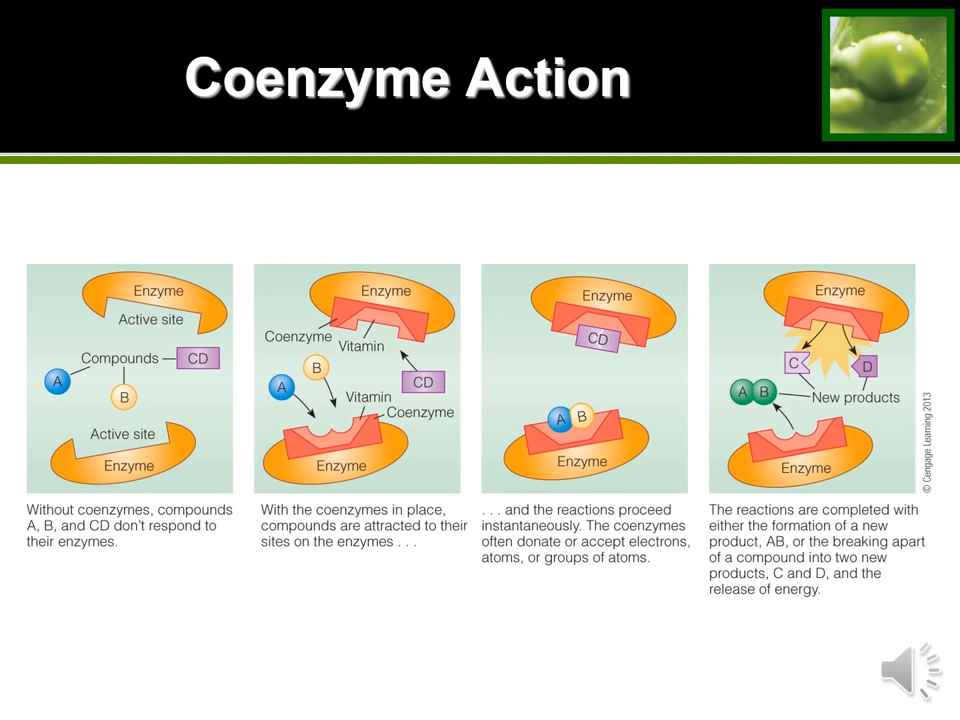 Coenzyme Action
Enzyme
Active site
Compounds
CD
A
B
Active site
Enzyme
Enzyme
Coenzyme
Vitamin
B
A
CD
Vitamin
Coenzyme
Enzyme
Enzyme
CD
A B
Enzyme
Enzyme
C
D
A B
New products
Enzyme
© Cengage Learning 2013
Without coenzymes, compounds
A, B, and CD don't respond to
their enzymes.
With the coenzymes in place,
compounds are attracted to their
sites on the enzymes . . .
. . . and the reactions proceed
instantaneously. The coenzymes
often donate or accept electrons,
atoms, or groups of atoms.
The reactions are completed with
either the formation of a new
product, AB, or the breaking apart
of a compound into two new
products, C and D, and the
release of energy.